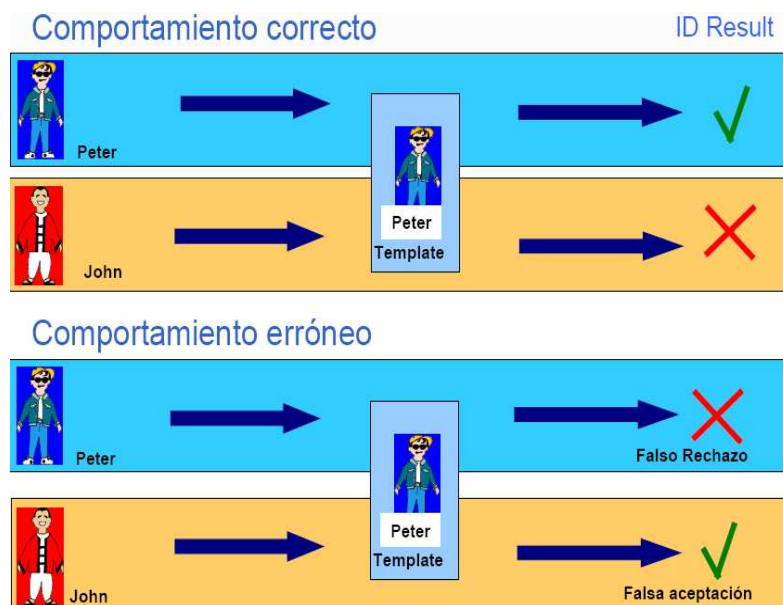 Comportamiento correcto
ID Result
Peter
Peter
Template
John
Comportamiento erróneo
Peter
Falso Rechazo
Peter
Template
John
Falsa aceptación